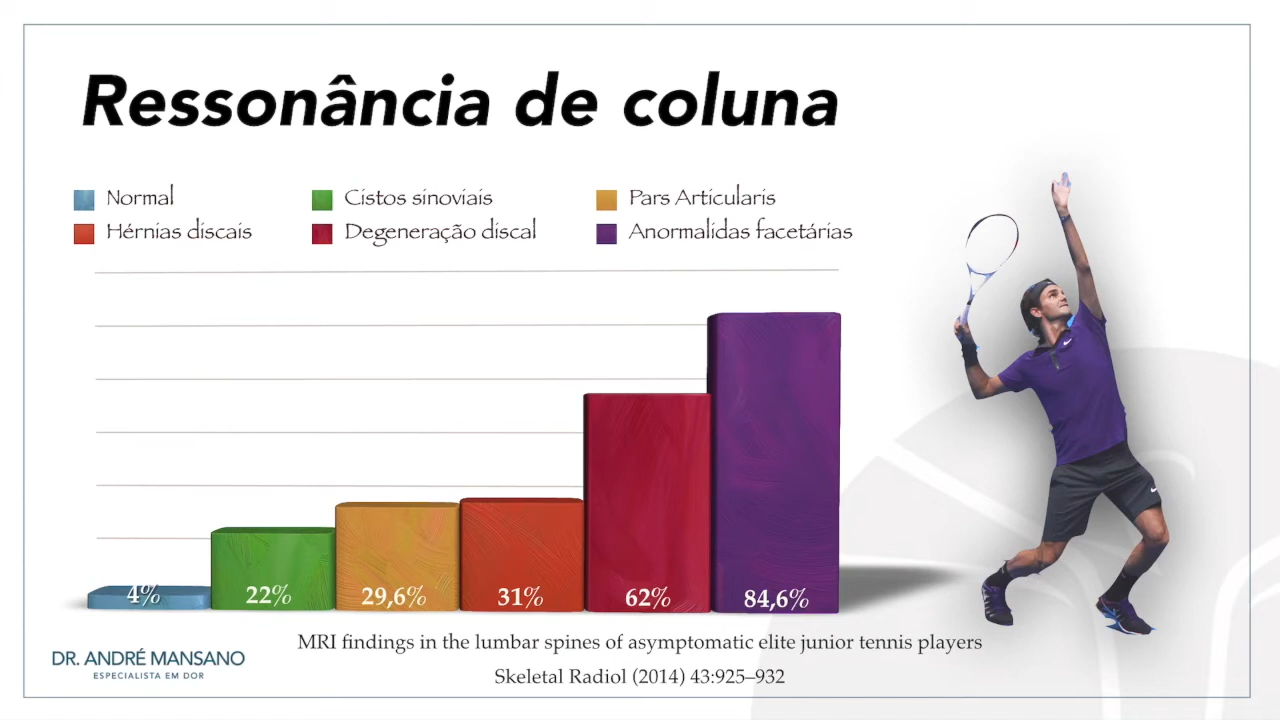 Ressonância de coluna
Normal
Cistos sinoviais
Pars Articularis
Hérnias discais
Degeneração discal
Anormalidas facetárias
4%
22%
29,6%
31%
62%
84,6%
MRI findings in the lumbar spines of asymptomatic elite junior tennis players
Skeletal Radiol (2014) 43:925–932
DR. ANDRÉ MANSANO
ESPECIALISTA EM DOR